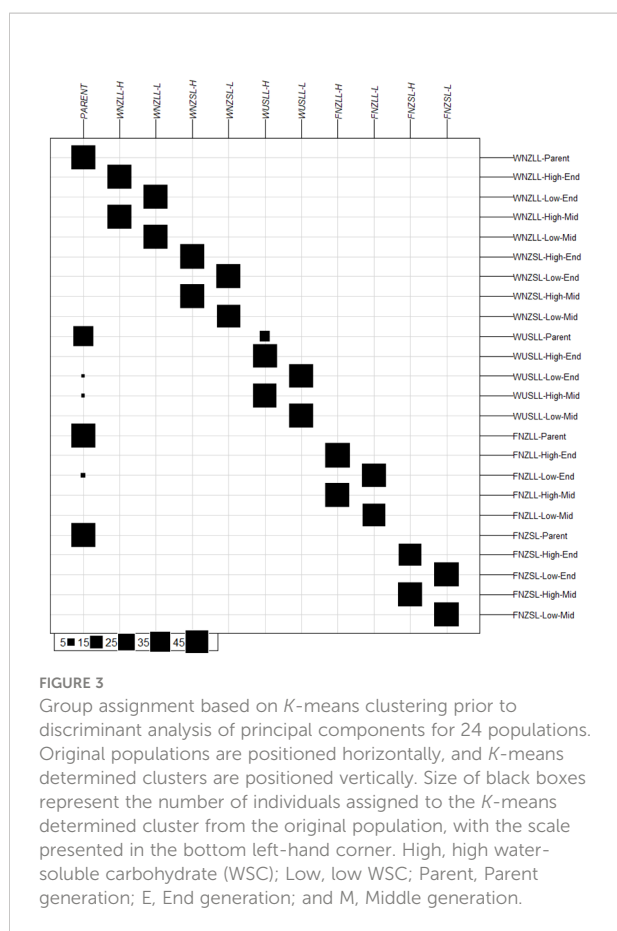 PARENT
WNZLL-H
WNZLL-L
WNZSL-H
WNZSL-L
WUSLL-H
WUSLL-L
FNZLL-H
FNZLL-L
FNZSL-H
FNZSL-L
WNZLL-Parent
WNZLL-High-End
WNZLL-Low-End
WNZLL-High-Mid
WNZLL-Low-Mid
WNZSL-High-End
WNZSL-Low-End
WNZSL-High-Mid
WNZSL-Low-Mid
WUSLL-Parent
WUSLL-High-End
WUSLL-Low-End
WUSLL-High-Mid
WUSLL-Low-Mid
FNZLL-Parent
FNZLL-High-End
FNZLL-Low-End
FNZLL-High-Mid
FNZLL-Low-Mid
FNZSL-Parent
FNZSL-High-End
FNZSL-Low-End
FNZSL-High-Mid
FNZSL-Low-Mid
5 15 25 35 45
FIGURE 3
Group assignment based on K-means clustering prior to
discriminant analysis of principal components for 24 populations.
Original populations are positioned horizontally, and K-means
determined clusters are positioned vertically. Size of black boxes
represent the number of individuals assigned to the K-means
determined cluster from the original population, with the scale
presented in the bottom left-hand corner. High, high water-
soluble carbohydrate (WSC); Low, low WSC; Parent, Parent
generation; E, End generation; and M, Middle generation.